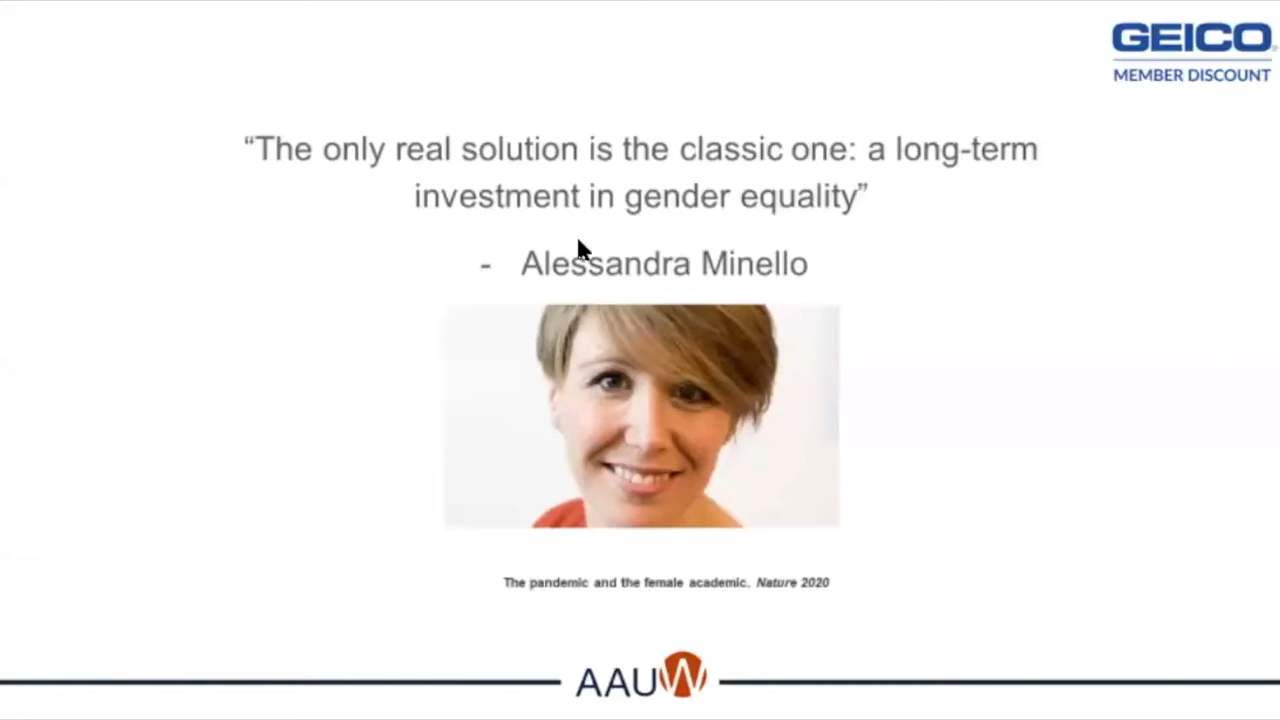 GEICO
MEMBER DISCOUNT
“The only real solution is the classic one: a long-term
investment in gender equality”
- Alessandra Minello
The pandemic and the female academic. Nature 2020
AAUW